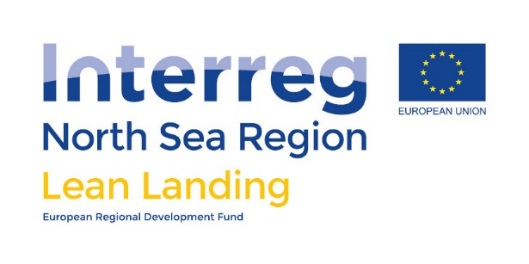 Interreg
EUROPEAN UNION
North Sea Region
Lean Landing
European Regional Development Fund